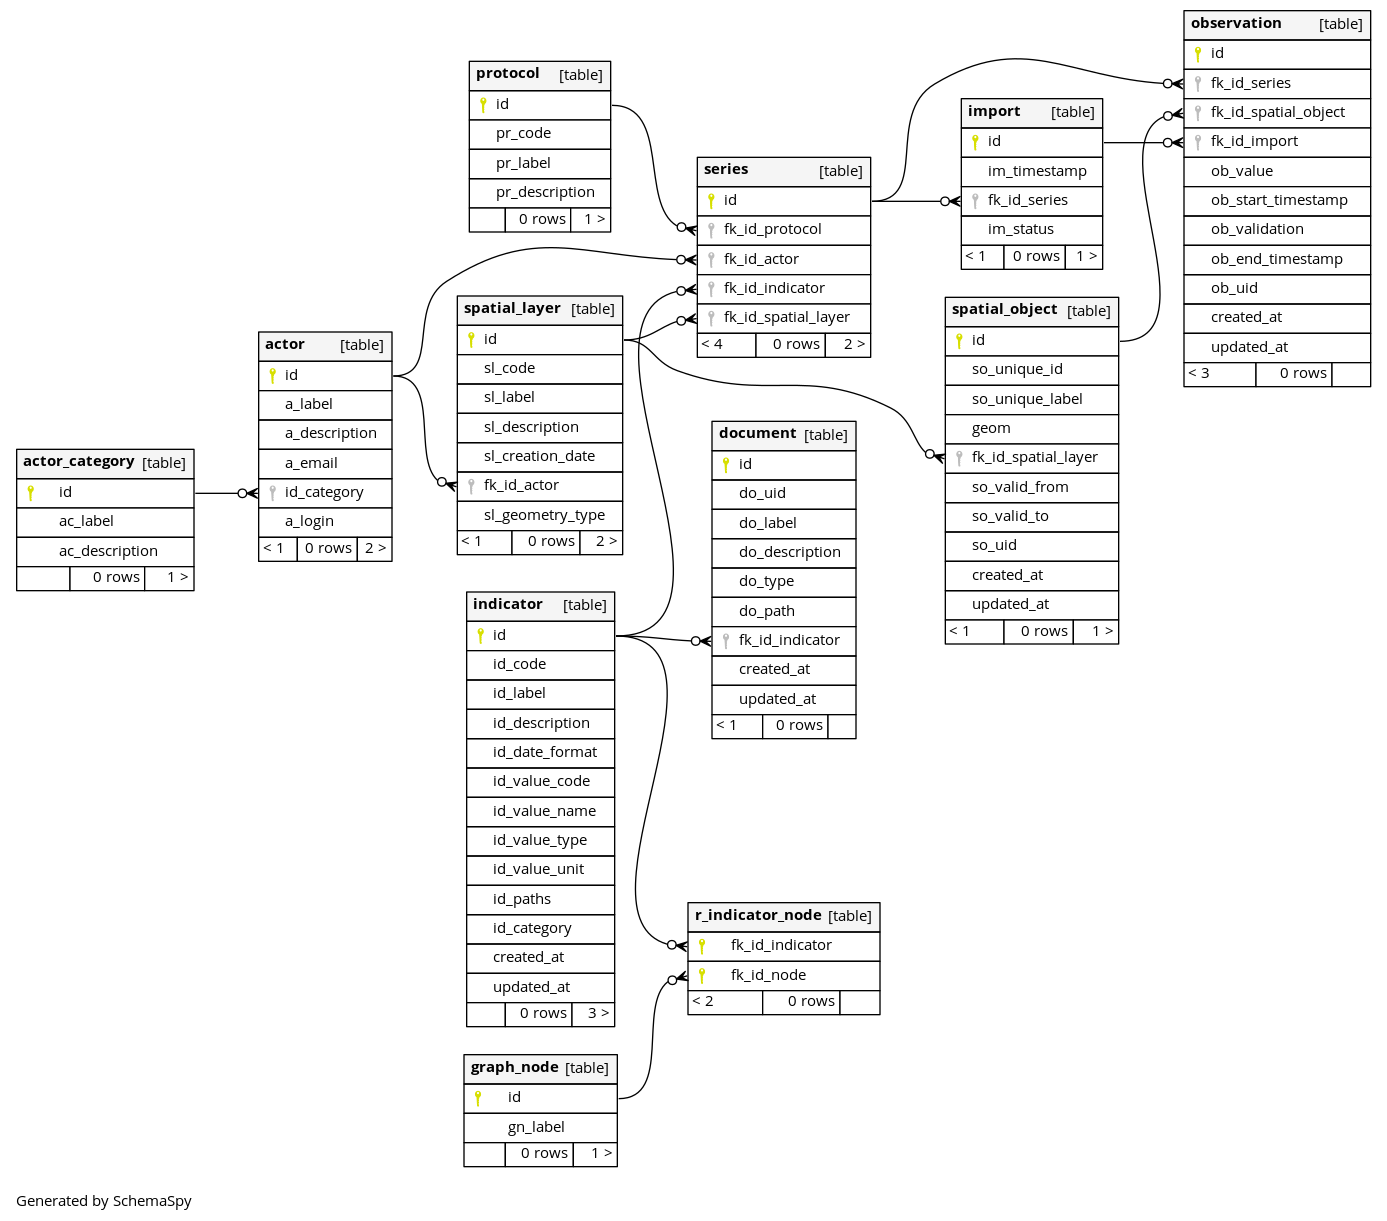 observation [table]
id
fk_id_series
fk_id_spatial_object
fk_id_import
ob_value
ob_start_timestamp
ob_validation
ob_end_timestamp
ob_uid
created_at
updated_at
< 3 0 rows
protocol [table]
id
pr_code
pr_label
pr_description
0 rows 1 >
import [table]
id
im_timestamp
fk_id_series
im_status
< 1 0 rows 1 >
series [table]
id
fk_id_protocol
fk_id_actor
fk_id_indicator
fk_id_spatial_layer
< 4 0 rows 2 >
spatial_layer [table]
id
sl_code
sl_label
sl_description
sl_creation_date
fk_id_actor
sl_geometry_type
< 1 0 rows 2 >
spatial_object [table]
id
so_unique_id
so_unique_label
geom
fk_id_spatial_layer
so_valid_from
so_valid_to
so_uid
created_at
updated_at
< 1 0 rows 1 >
actor [table]
id
a_label
a_description
a_email
id_category
a_login
< 1 0 rows 2 >
actor_category [table]
id
ac_label
ac_description
0 rows 1 >
document [table]
id
do_uid
do_label
do_description
do_type
do_path
fk_id_indicator
created_at
updated_at
< 1 0 rows
indicator [table]
id
id_code
id_label
id_description
id_date_format
id_value_code
id_value_name
id_value_type
id_value_unit
id_paths
id_category
created_at
updated_at
0 rows 3 >
r_indicator_node [table]
fk_id_indicator
fk_id_node
< 2 0 rows
graph_node [table]
id
gn_label
0 rows 1 >
Generated by SchemaSpy